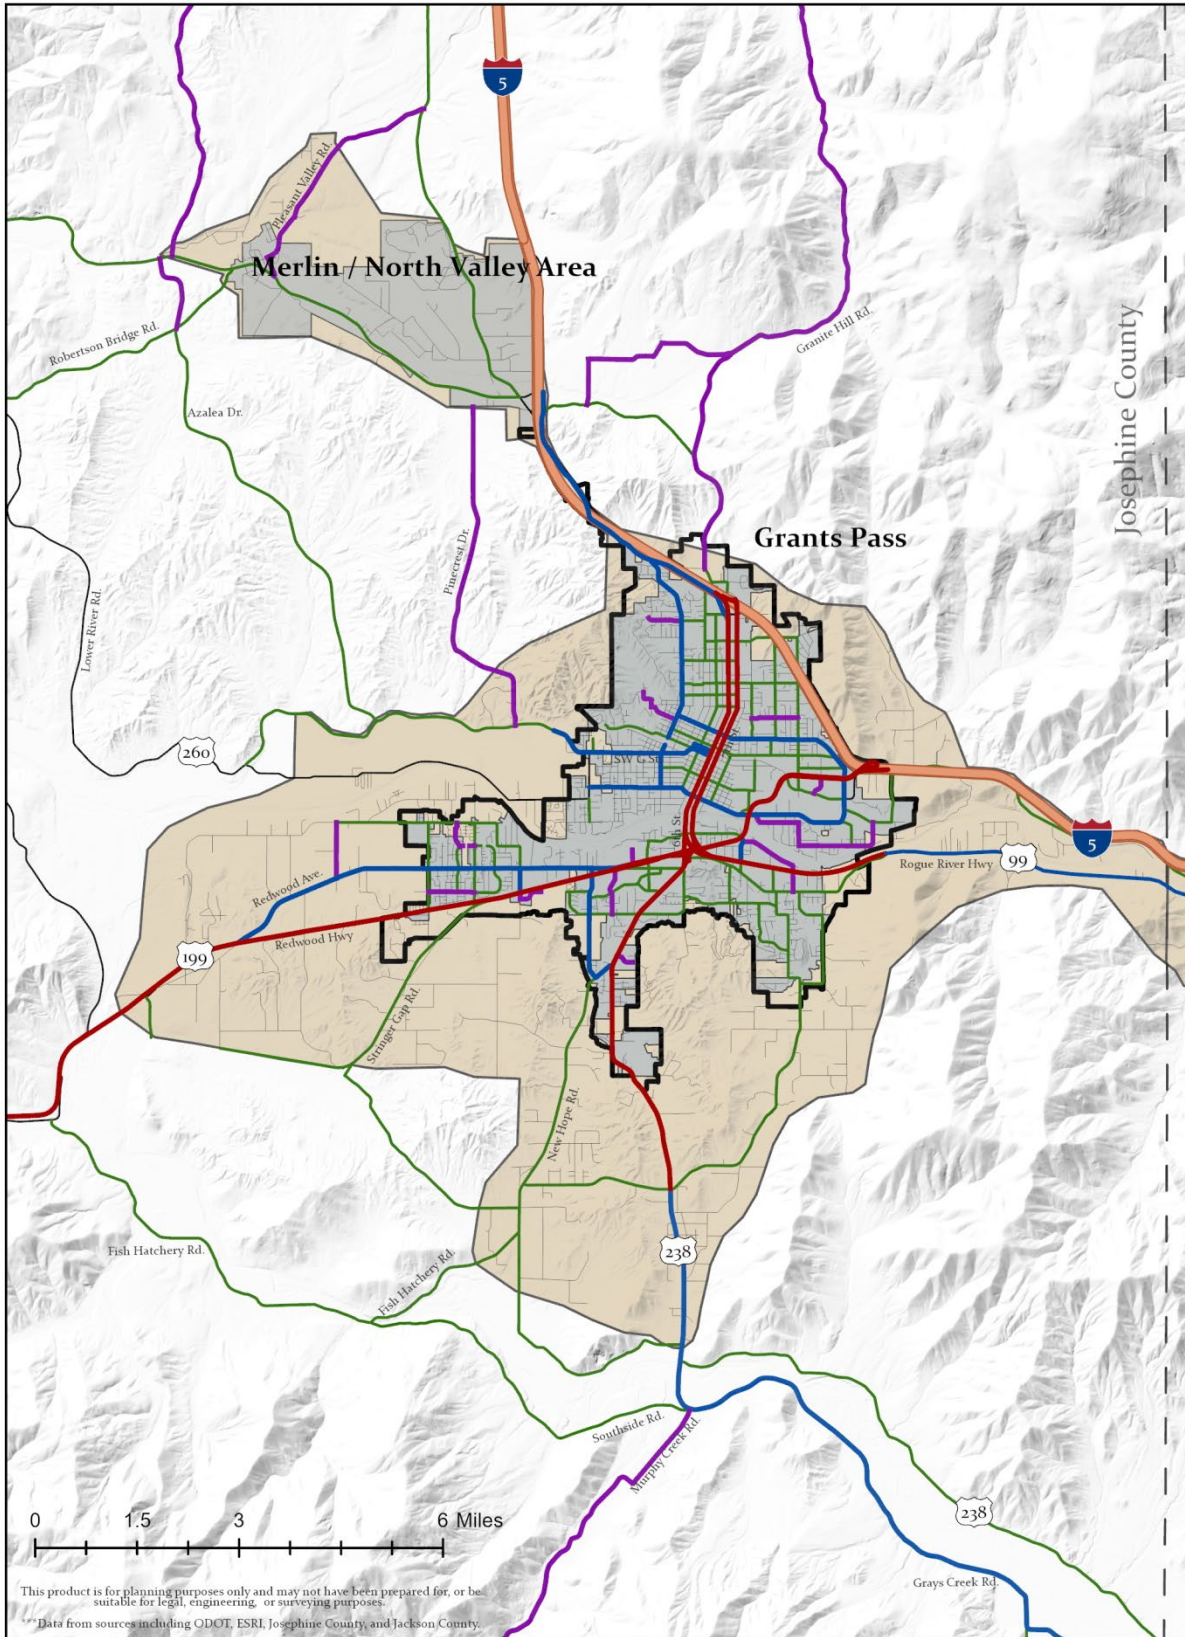 5
Pleasant Valley Rd.
Merlin / North Valley Area
Granite Hill Rd.
Robertson Bridge Rd.
Josephine County
Azalea Dr.
Grants Pass
Pinecrest Dr.
Lower River Rd.
260
SW G St
6th St
5
Rogue River Hwy
99
Redwood Ave.
Redwood Hwy
199
Stringer Gap Rd.
New Hope Rd.
Fish Hatchery Rd.
238
Fish Hatchery Rd.
Southside Rd.
Murphy Creek Rd.
238
Grays Creek Rd.
0 1.5 3 6 Miles
This product is for planning purposes only and may not have been prepared for, or be
suitable for legal, engineering, or surveying purposes.
***Data from sources including ODOT, ESRI, Josephine County, and Jackson County.